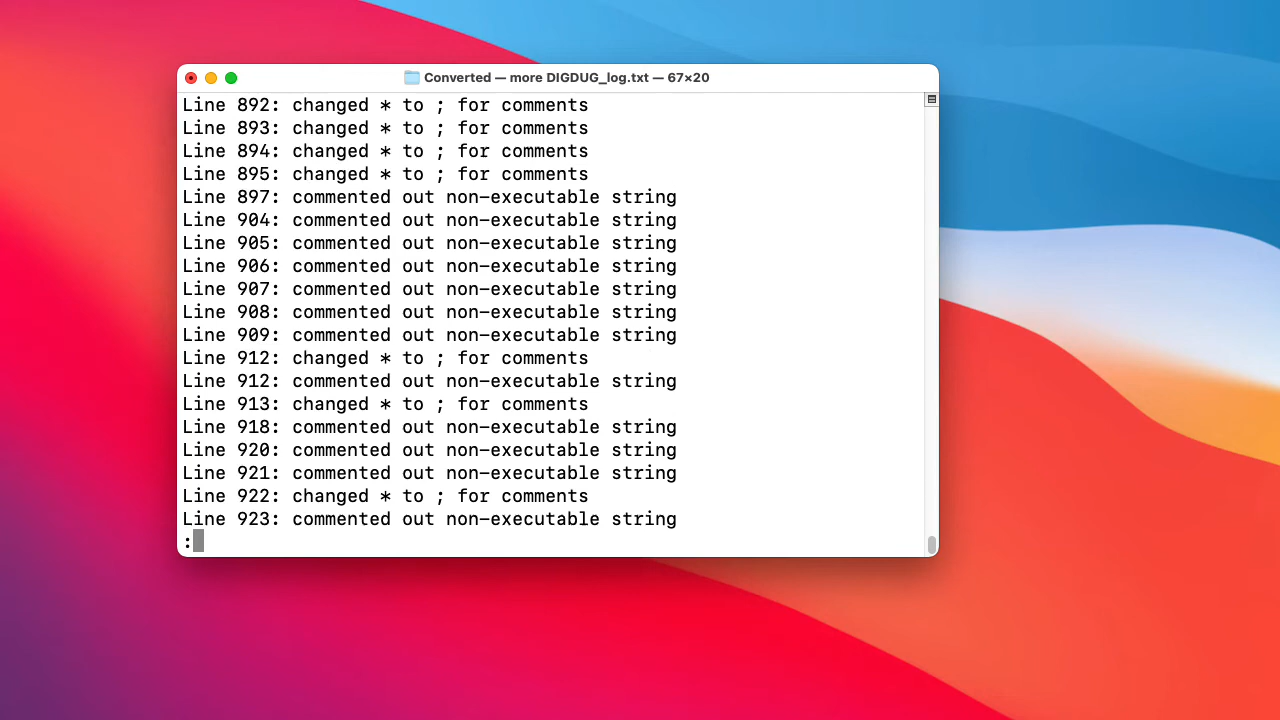 Converted — more DIGDUG_log.txt — 67×20
Line 892: changed * to ; for comments
Line 893: changed * to ; for comments
Line 894: changed * to ; for comments
Line 895: changed * to ; for comments
Line 897: commented out non-executable string
Line 904: commented out non-executable string
Line 905: commented out non-executable string
Line 906: commented out non-executable string
Line 907: commented out non-executable string
Line 908: commented out non-executable string
Line 909: commented out non-executable string
Line 912: changed * to ; for comments
Line 912: commented out non-executable string
Line 913: changed * to ; for comments
Line 918: commented out non-executable string
Line 920: commented out non-executable string
Line 921: commented out non-executable string
Line 922: changed * to ; for comments
Line 923: commented out non-executable string
: